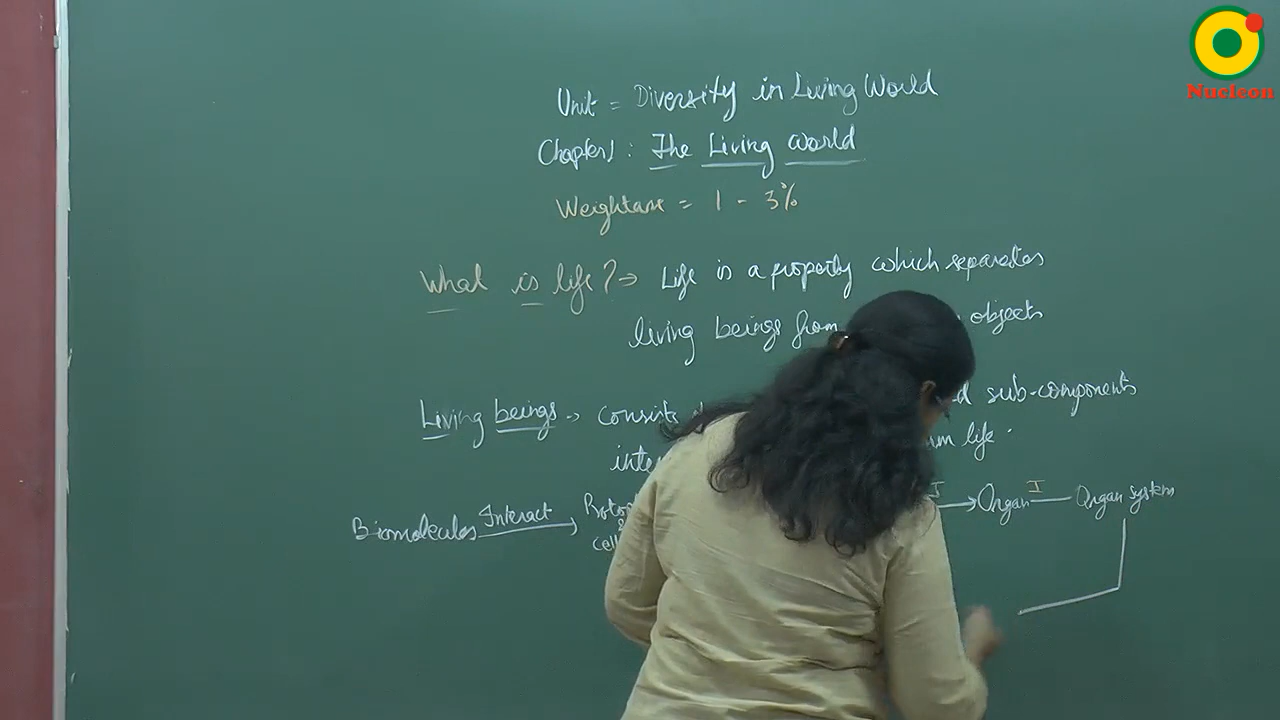 Nucleon
Unit = Diversity in Living World
Chapter 1 : The Living World
Weightage = 1 - 3%
What is life? → Life is a property which separates
living beings from objects
Living beings → consists sub-components
life.
Biomolecules Interact → I → Organ I Organ system